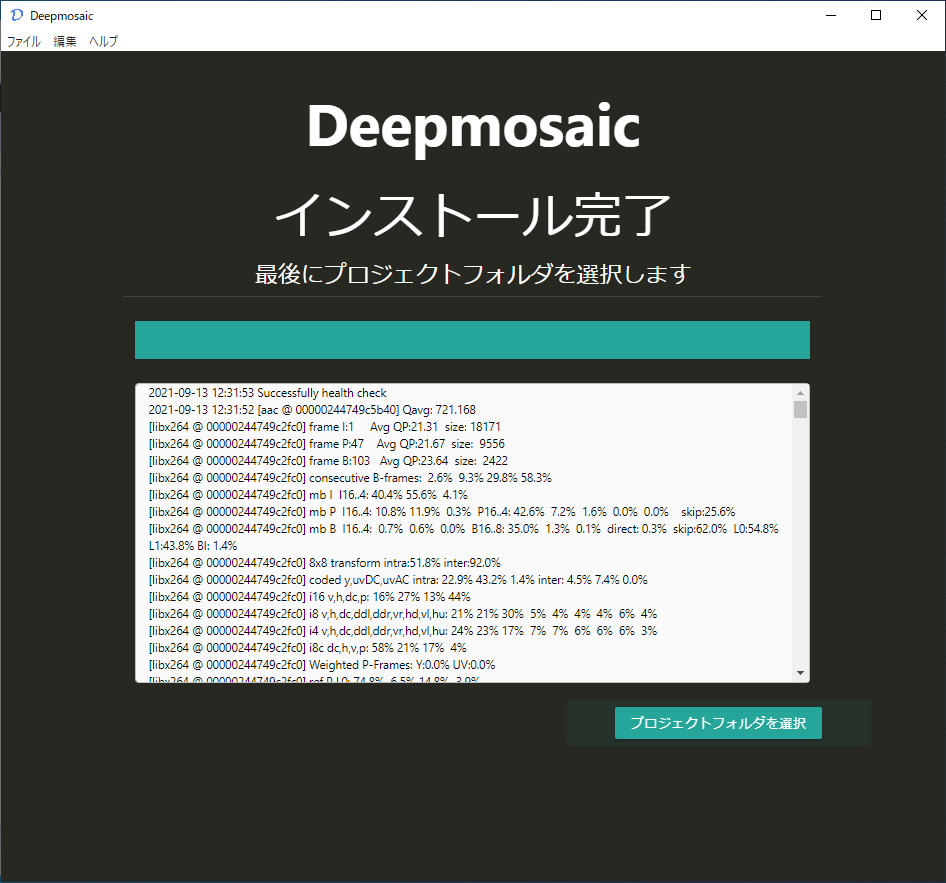 Deepmosaic
ファイル 編集 ヘルプ
Deepmosaic
インストール完了
最後にプロジェクトフォルダを選択します
2021-09-13 12:31:53 Successfully health check
2021-09-13 12:31:52 [aac @ 00000244749c5b40] Qavg: 721.168
[libx264 @ 00000244749c2fc0] frame I:1 Avg QP:21.31 size: 18171
[libx264 @ 00000244749c2fc0] frame P:47 Avg QP:21.67 size: 9556
[libx264 @ 00000244749c2fc0] frame B:103 Avg QP:23.64 size: 2422
[libx264 @ 00000244749c2fc0] consecutive B-frames: 2.6% 9.3% 29.8% 58.3%
[libx264 @ 00000244749c2fc0] mb I I16..4: 40.4% 55.6% 4.1%
[libx264 @ 00000244749c2fc0] mb P I16..4: 10.8% 11.9% 0.3% P16..4: 42.6% 7.2% 1.6% 0.0% 0.0% skip:25.6%
[libx264 @ 00000244749c2fc0] mb B I16..4: 0.7% 0.6% 0.0% B16..8: 35.0% 1.3% 0.1% direct: 0.3% skip:62.0% L0:54.8%
L1:43.8% BI: 1.4%
[libx264 @ 00000244749c2fc0] 8x8 transform intra:51.8% inter:92.0%
[libx264 @ 00000244749c2fc0] coded y,uvDC,uvAC intra: 22.9% 43.2% 1.4% inter: 4.5% 7.4% 0.0%
[libx264 @ 00000244749c2fc0] i16 v,h,dc,p: 16% 27% 13% 44%
[libx264 @ 00000244749c2fc0] i8 v,h,dc,ddl,ddr,vr,hd,vl,hu: 21% 21% 30% 5% 4% 4% 4% 6% 4%
[libx264 @ 00000244749c2fc0] i4 v,h,dc,ddl,ddr,vr,hd,vl,hu: 24% 23% 17% 7% 7% 6% 6% 6% 3%
[libx264 @ 00000244749c2fc0] i8c dc,h,v,p: 58% 21% 17% 4%
[libx264 @ 00000244749c2fc0] Weighted P-Frames: Y:0.0% UV:0.0%
[libx264 @ 00000244749c2fc0] ref P L0: 74.8% 6.5% 14.8% 3.9%
プロジェクトフォルダを選択